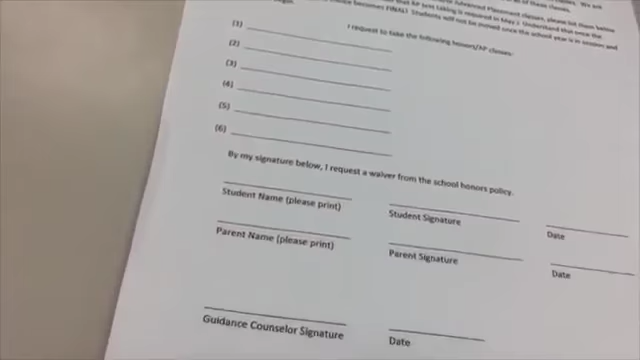 or Advanced Placement classes, please list them below
that AP test taking is required in May. Understand that once the
becomes FINAL! Students will not be moved once the school year is in session and
I request to take the following honors/AP classes:
(1)
(2)
(3)
(4)
(5)
(6)
By my signature below, I request a waiver from the school honors policy.
Student Name (please print) Student Signature Date
Parent Name (please print) Parent Signature Date
Guidance Counselor Signature Date